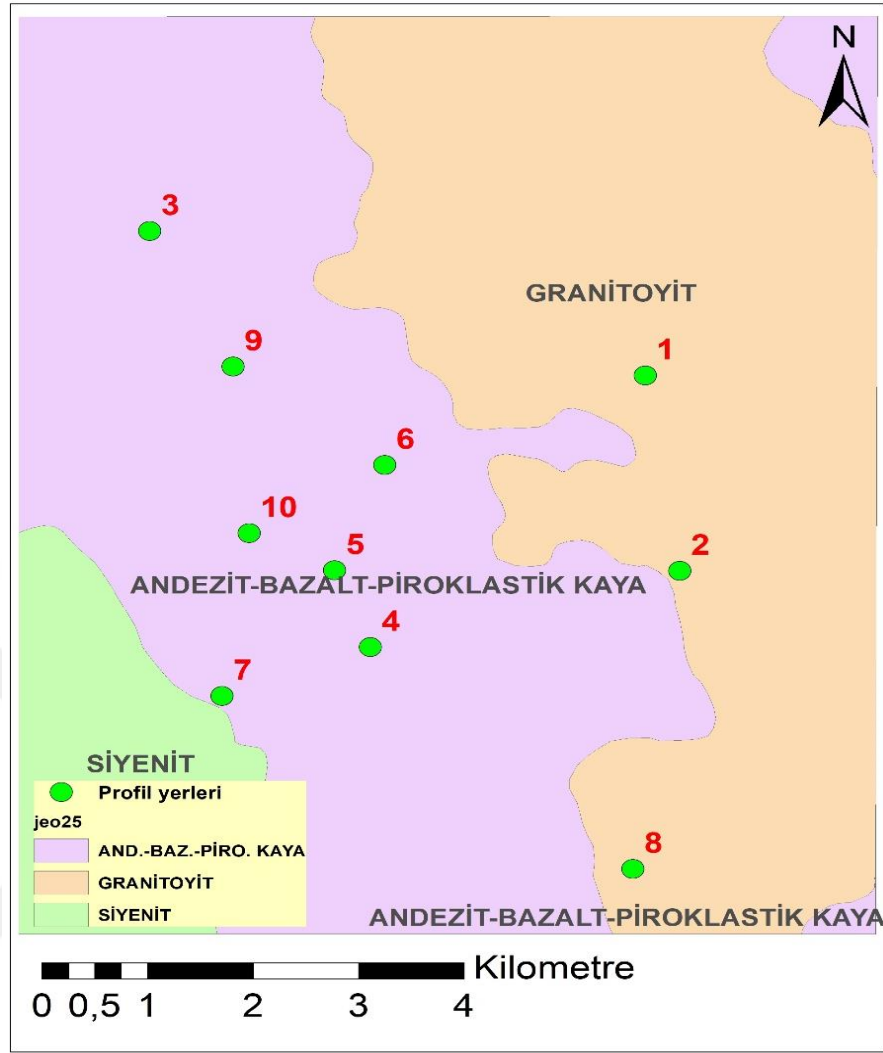 N
3
GRANİTOYİT
9
1
6
10
5
2
ANDEZİT-BAZALT-PİROKLASTİK KAYA
4
7
SİYENİT
Profil yerleri
jeo25
AND.-BAZ.-PİRO. KAYA
GRANİTOYİT
SİYENİT
8
ANDEZİT-BAZALT-PİROKLASTİK KAYA
Kilometre
0 0,5 1 2 3 4